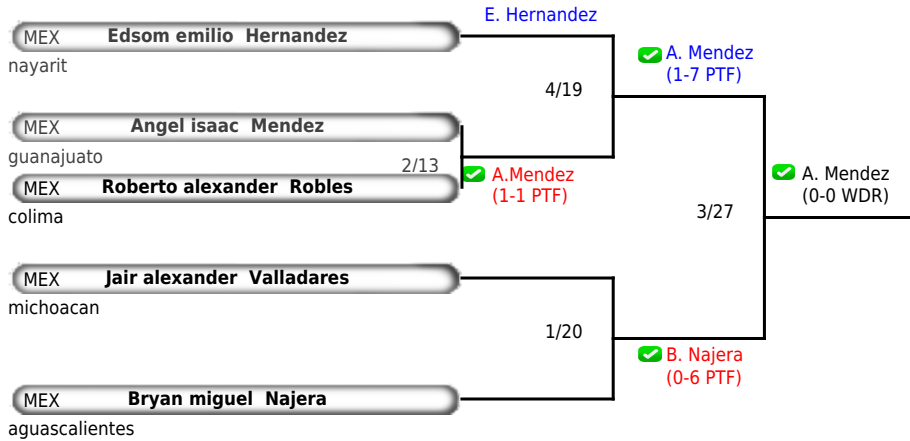 E. Hernandez
MEX Edsom emilio Hernandez
nayarit
A. Mendez
(1-7 PTF)
4/19
MEX Angel isaac Mendez
guanajuato
2/13
MEX Roberto alexander Robles
colima
A.Mendez
(1-1 PTF)
A. Mendez
(0-0 WDR)
3/27
MEX Jair alexander Valladares
michoacan
1/20
B. Najera
(0-6 PTF)
MEX Bryan miguel Najera
aguascalientes